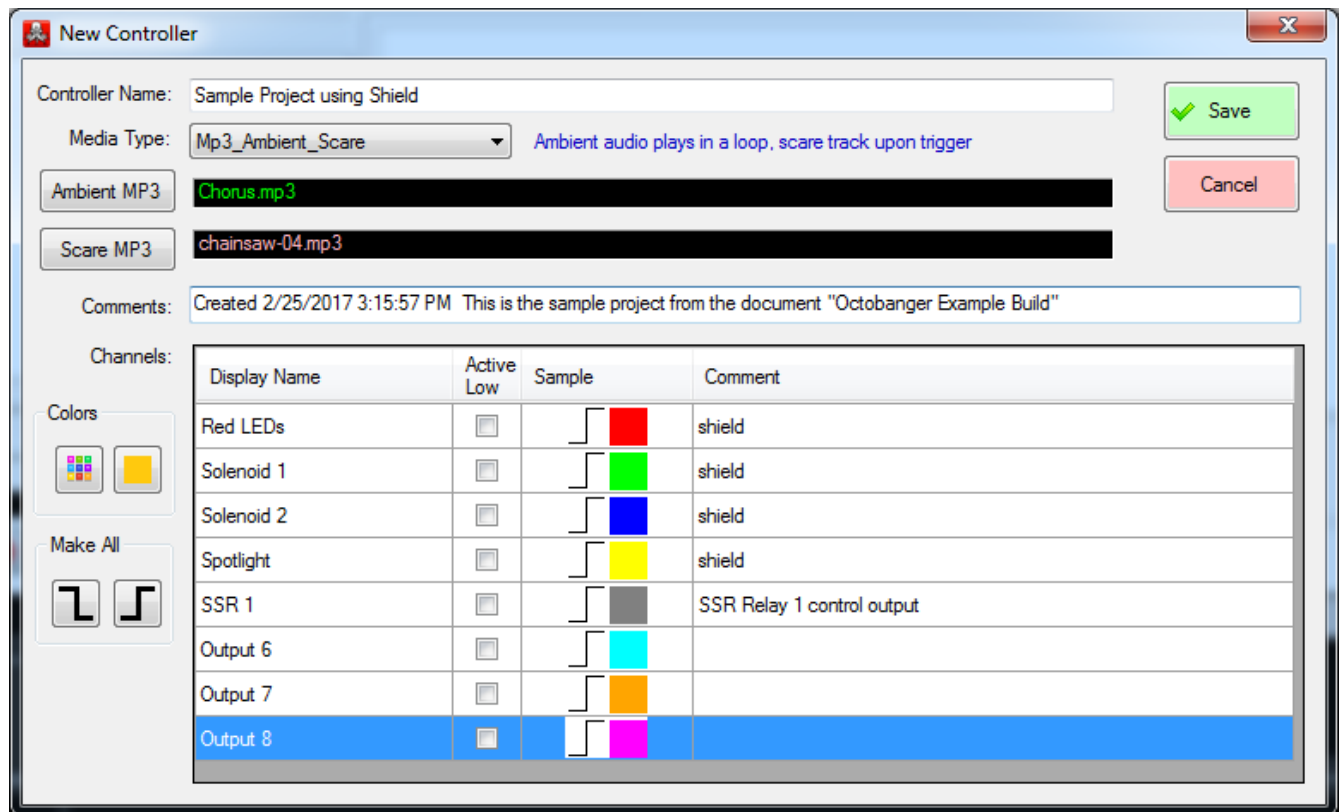 New Controller
Controller Name: Sample Project using Shield
Save
Media Type: Mp3_Ambient_Scare Ambient audio plays in a loop, scare track upon trigger
Ambient MP3 Chorus.mp3
Cancel
Scare MP3 chainsaw-04.mp3
Comments: Created 2/25/2017 3:15:57 PM  This is the sample project from the document "Octobanger Example Build"
Channels:
Display Name Active Low Sample Comment
Colors
Red LEDs shield
Solenoid 1 shield
Solenoid 2 shield
Make All
Spotlight shield
SSR 1 SSR Relay 1 control output
Output 6
Output 7
Output 8